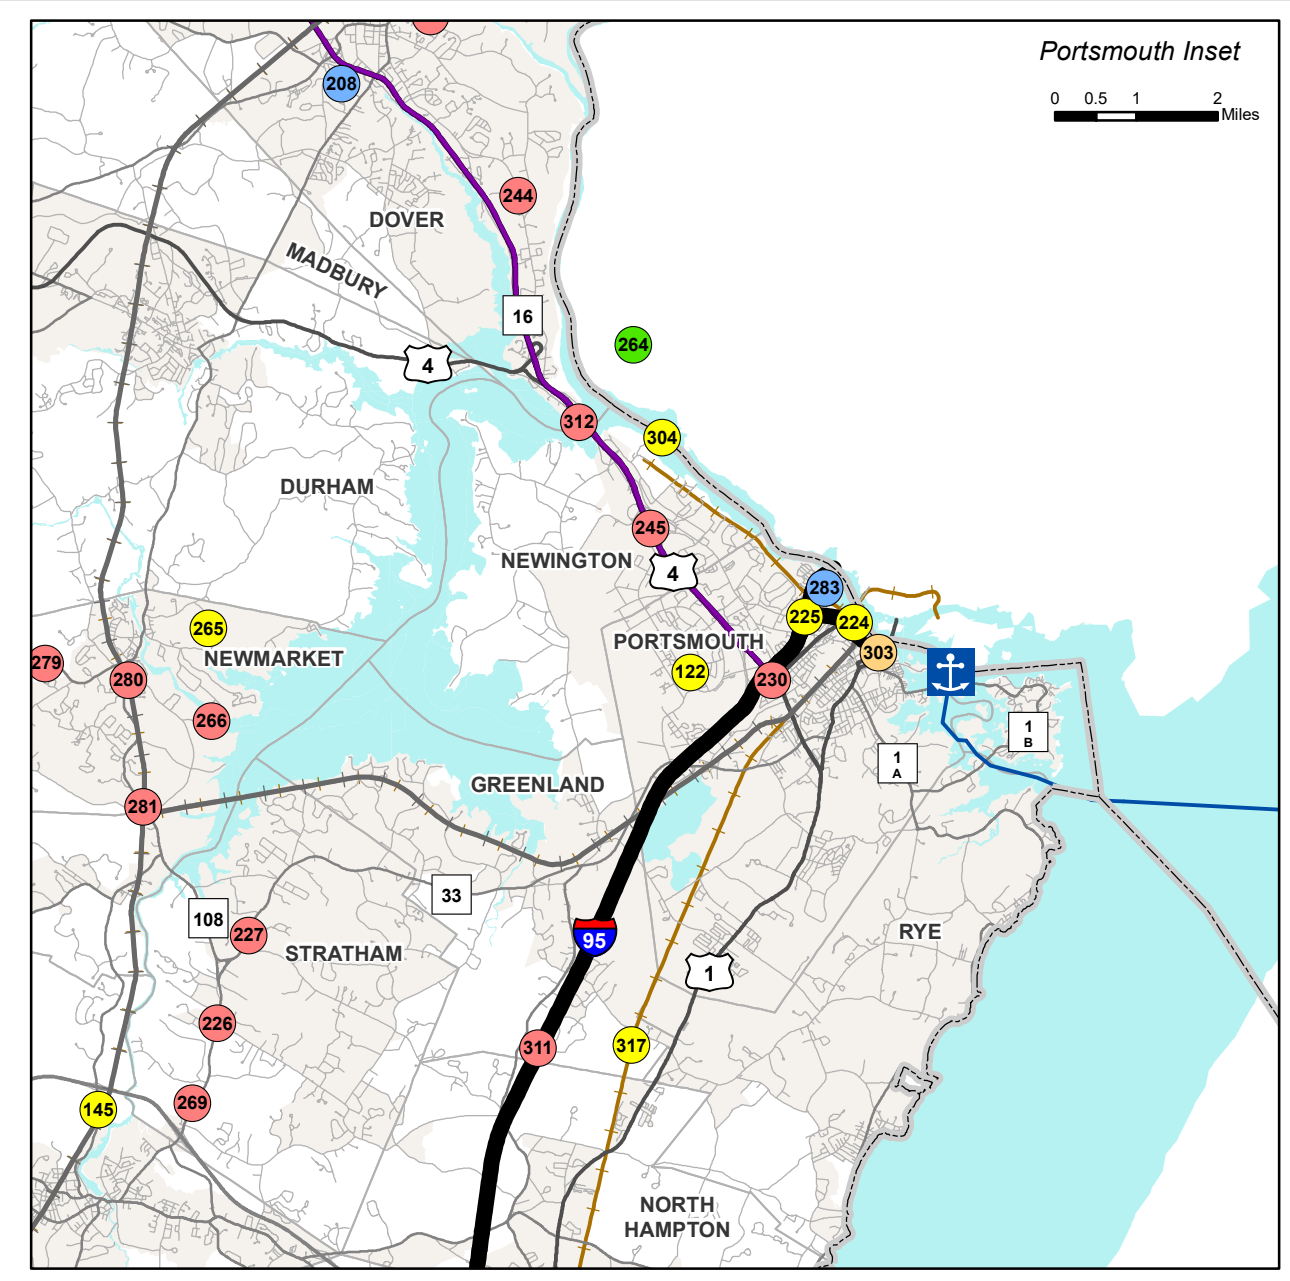 Portsmouth Inset
0 0.5 1 2
Miles
208
244
DOVER
MADBURY
16
264
4
312
304
DURHAM
245
NEWINGTON
4
283
225
224
265
PORTSMOUTH
303
NEWMARKET
279
280
122
230
266
1
B
1
A
GREENLAND
281
33
108
227
RYE
95
STRATHAM
1
226
311
317
269
145
NORTH
HAMPTON